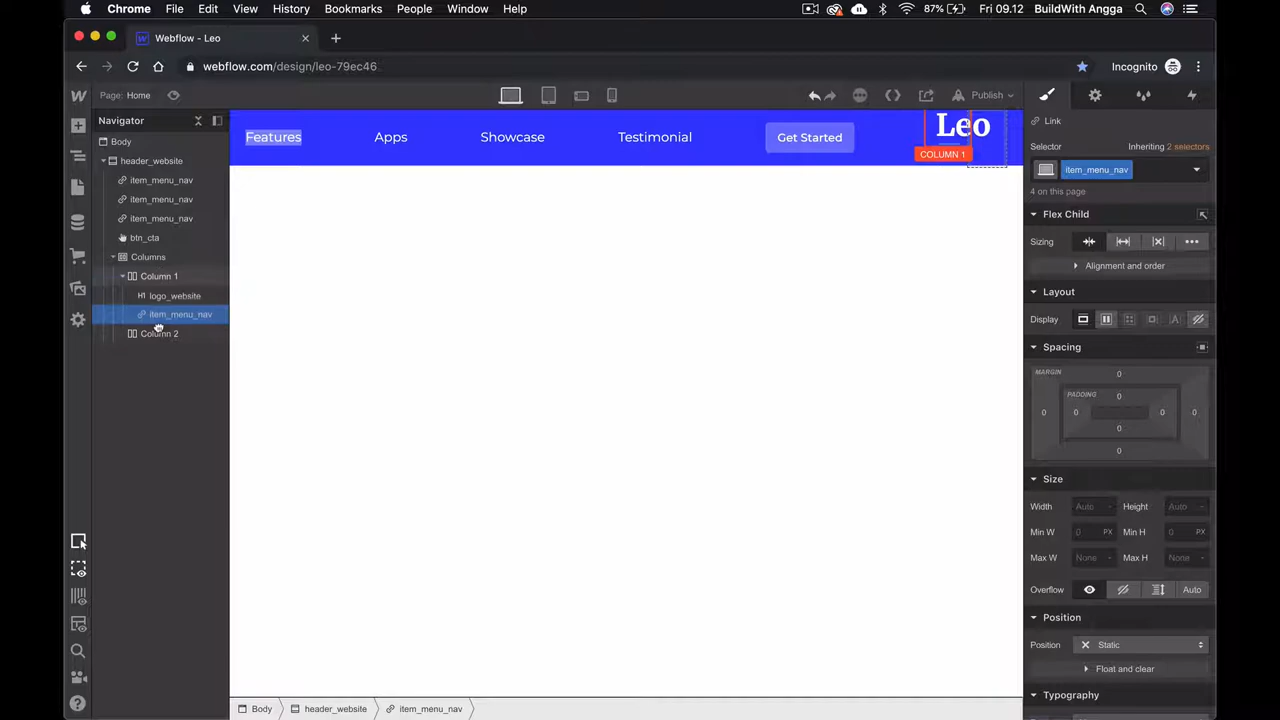 Chrome File Edit View History Bookmarks People Window Help 87% Fri 09.12 BuildWith Angga
Webflow - Leo
webflow.com/design/leo-79ec46 Incognito
Page: Home Publish
Navigator
Body
header_website
item_menu_nav
item_menu_nav
item_menu_nav
btn_cta
Columns
Column 1
H1 logo_website
item_menu_nav
Column 2
Features Apps Showcase Testimonial Get Started Leo
COLUMN 1
Body header_website item_menu_nav
Link
Selector Inheriting 2 selectors
item_menu_nav
4 on this page
Flex Child
Sizing
Alignment and order
Layout
Display
Spacing
MARGIN 0
PADDING 0
0 0 0 0
0
0
Size
Width Auto - Height Auto -
Min W 0 PX Min H 0 PX
Max W None - Max H None -
Overflow Auto
Position
Position Static
Float and clear
Typography